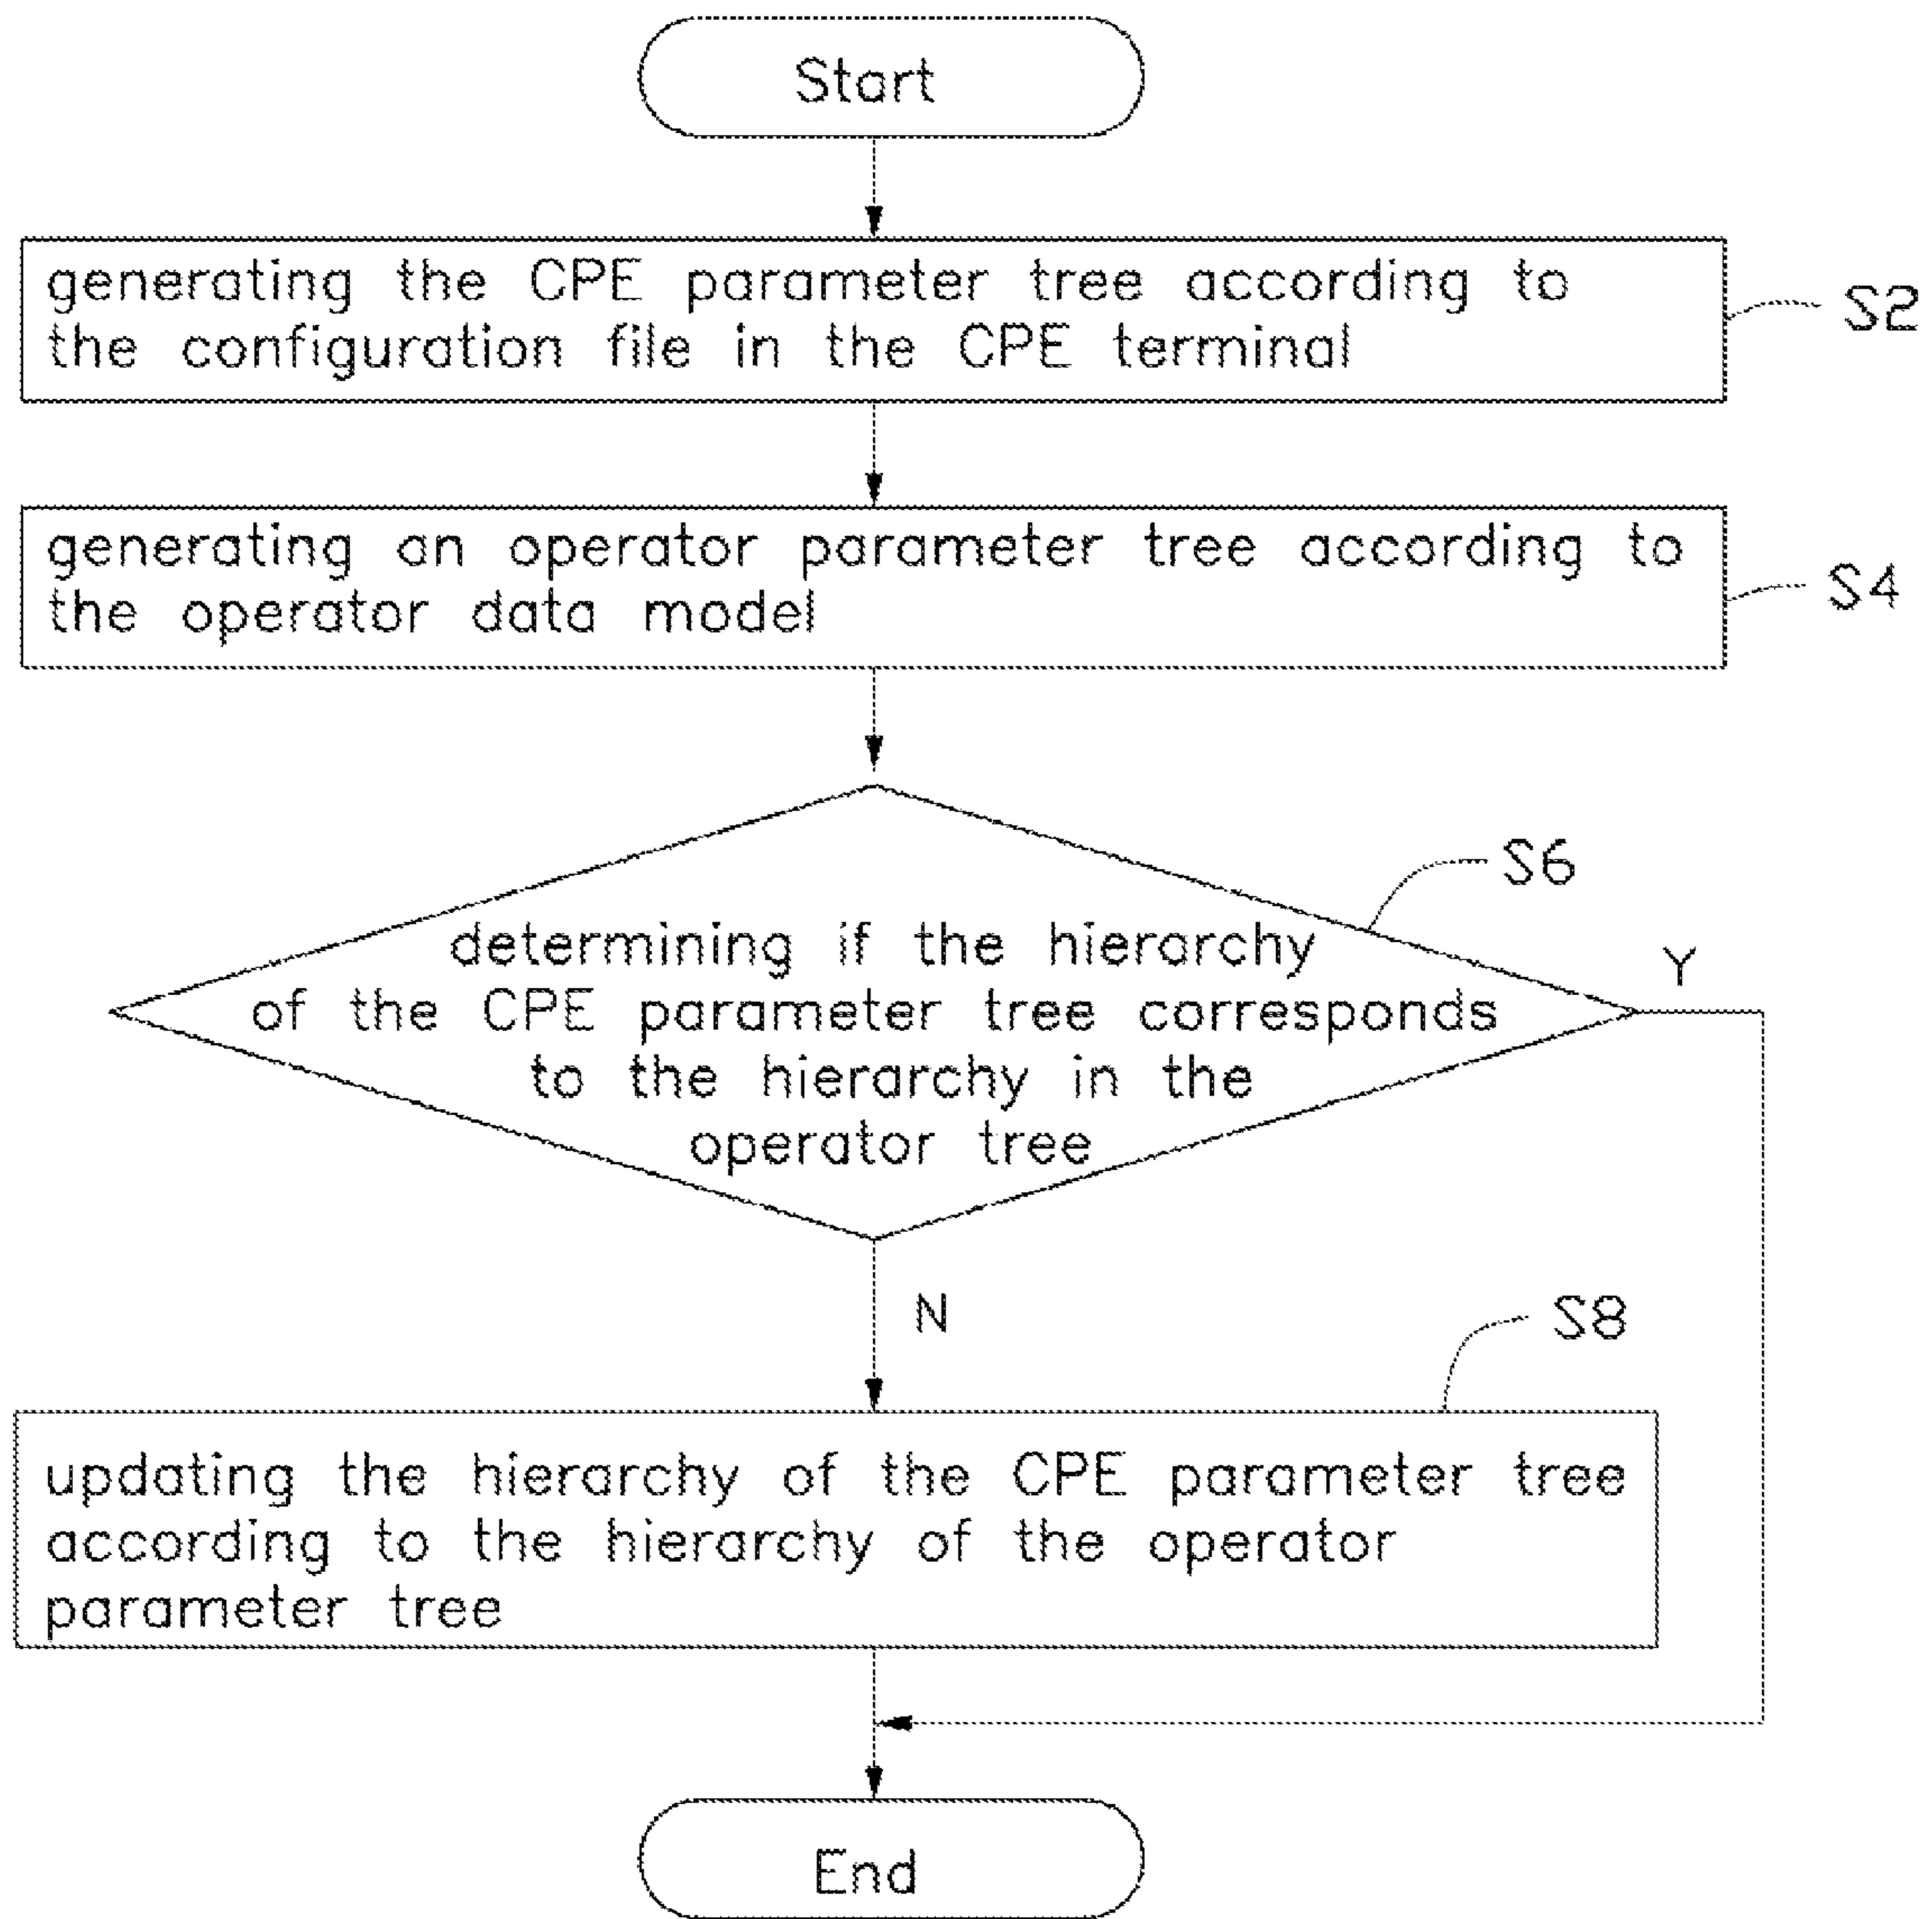 Start
generating the CPE parameter tree according to
the configuration file in the CPE terminal
S2
generating an operator parameter tree according to
the operator data model
S4
S6
determining if the hierarchy
of the CPE parameter tree corresponds
to the hierarchy in the
operator tree
Y
N
S8
updating the hierarchy of the CPE parameter tree
according to the hierarchy of the operator
parameter tree
End